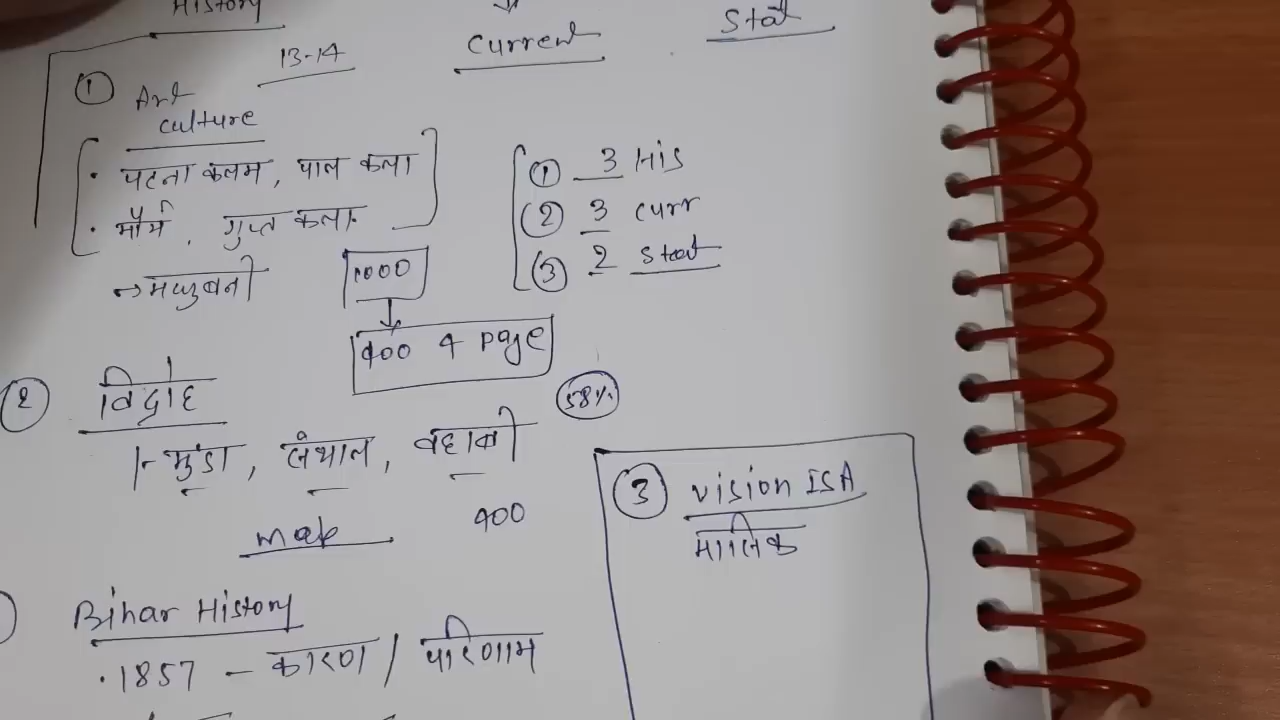 History
Current
Stat
① Art culture
13-14
• पटना कलम, पाल कला
• मौर्य, गुप्त कला
→ मधुबनी
① 3 His
② 3 curr
③ 2 Stat
1000
400 4 page
② विद्रोह
58%
1- मुंडा, संथाल, वहाबी
400
③ vision ISA
मालिक
Bihar History
• 1857 – कारण / परिणाम